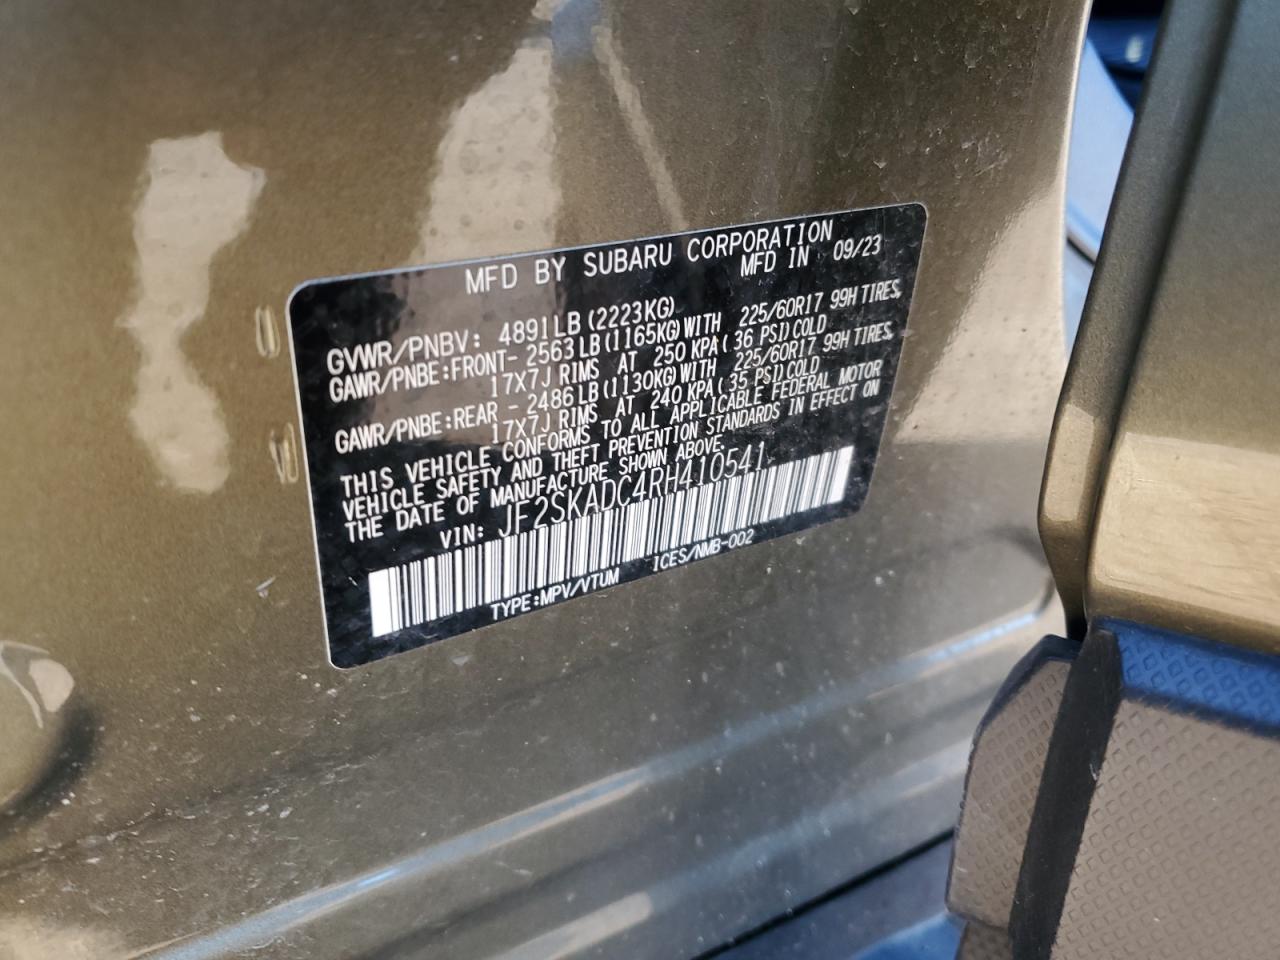 MFD BY SUBARU CORPORATION
MFD IN 09/23
GVWR/PNBV: 4891LB(2223KG)
GAWR/PNBE:FRONT- 2563LB(1165KG)WITH 225/60R17 99H TIRES,
17X7J RIMS AT 250 KPA( 36 PSI)COLD
GAWR/PNBE:REAR - 2486LB(1130KG)WITH 225/60R17 99H TIRES,
17X7J RIMS AT 240 KPA( 35 PSI)COLD
THIS VEHICLE CONFORMS TO ALL APPLICABLE FEDERAL MOTOR
VEHICLE SAFETY AND THEFT PREVENTION STANDARDS IN EFFECT ON
THE DATE OF MANUFACTURE SHOWN ABOVE.
VIN: JF2SKADC4RH410541
TYPE:MPV/VTUM ICES/NMB-002